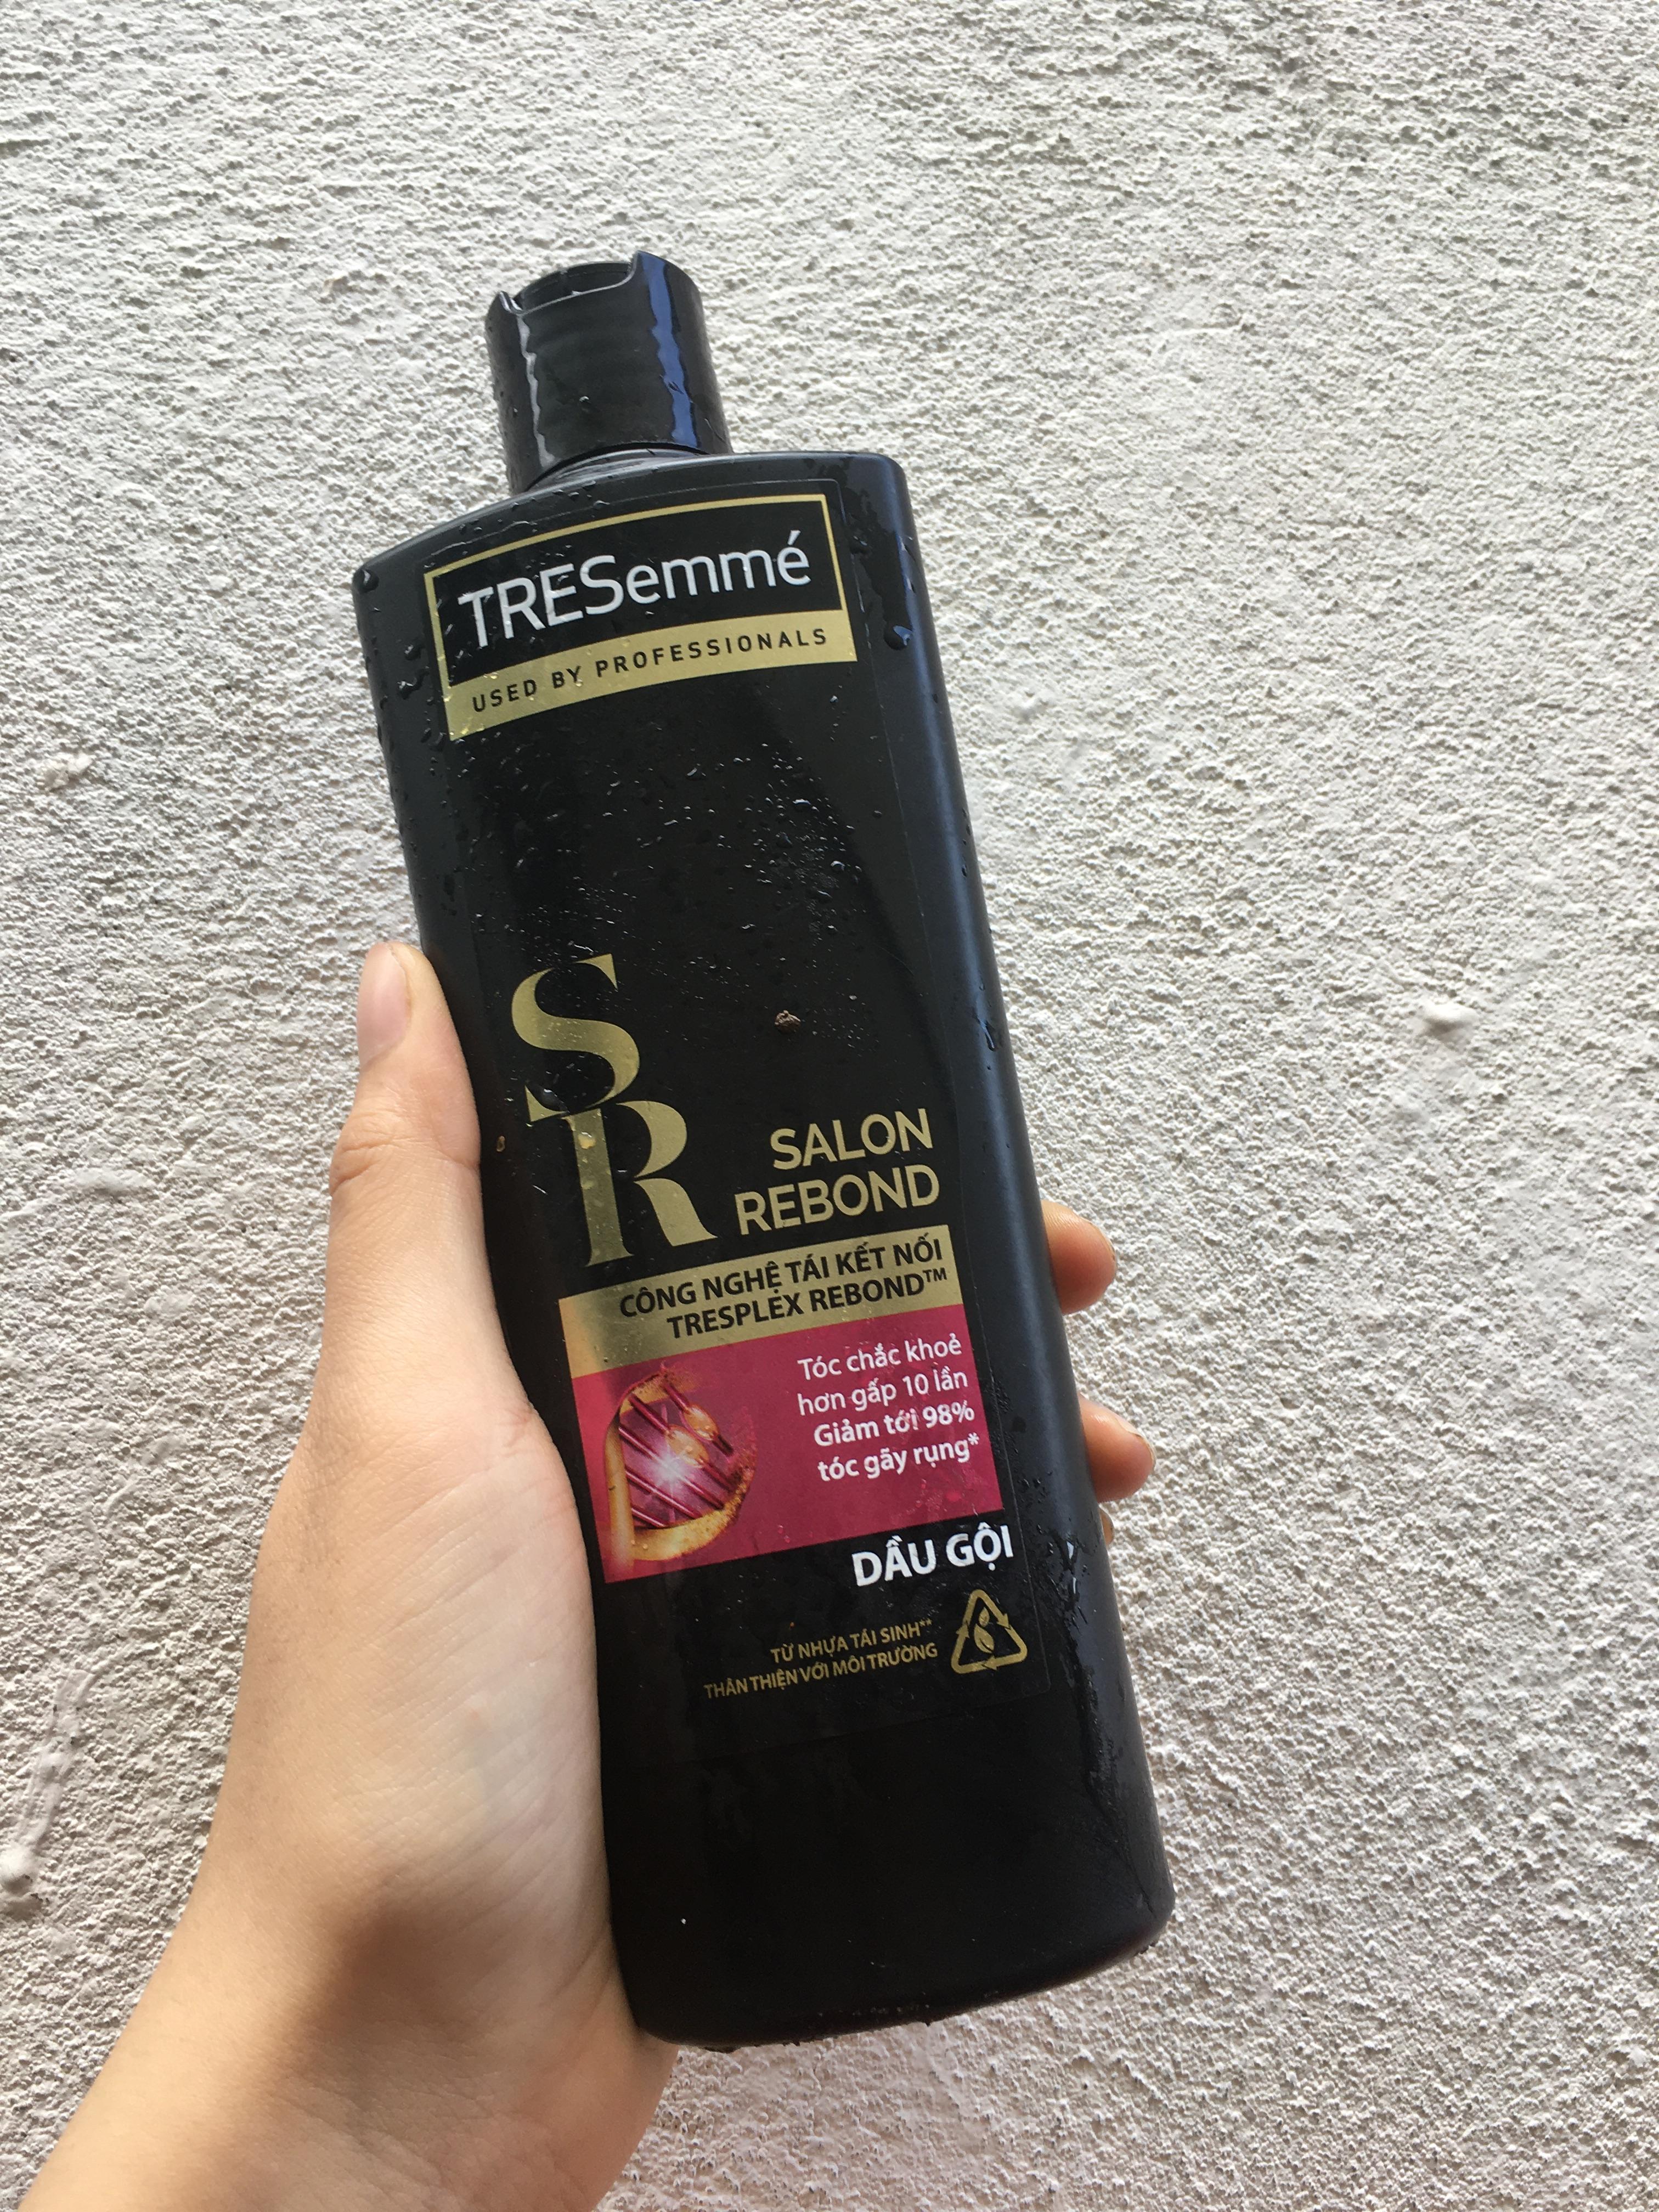 TRESemmé
USED BY PROFESSIONALS
SR
SALON
REBOND
CÔNG NGHỆ TÁI KẾT NỐI
TRESPLEX REBOND™
Tóc chắc khoẻ
hơn gấp 10 lần
Giảm tới 98%
tóc gãy rụng*
DẦU GỘI
TỪ NHỰA TÁI SINH**
THÂN THIỆN VỚI MÔI TRƯỜNG